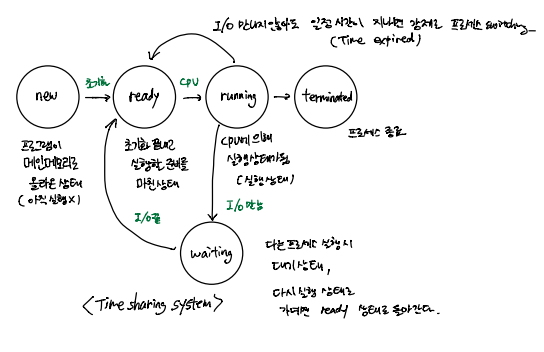 I/O 만나지 않아도 일정시간이 지나면 강제로 프로세스 switching
(Time expired)
초기화
CPU
new
ready
running
terminated
프로그램이
메인메모리로
올라온 상태
(아직 실행X)
초기화 끝내고
실행할 준비를
마친 상태
CPU에 의해
실행상태가 됨
(실행 상태)
프로세스 종료
I/O끝
I/O만남
waiting
다른 프로세스 실행 시
대기 상태,
다시 실행 상태로
가려면 ready 상태로 돌아간다.
<Time sharing system>